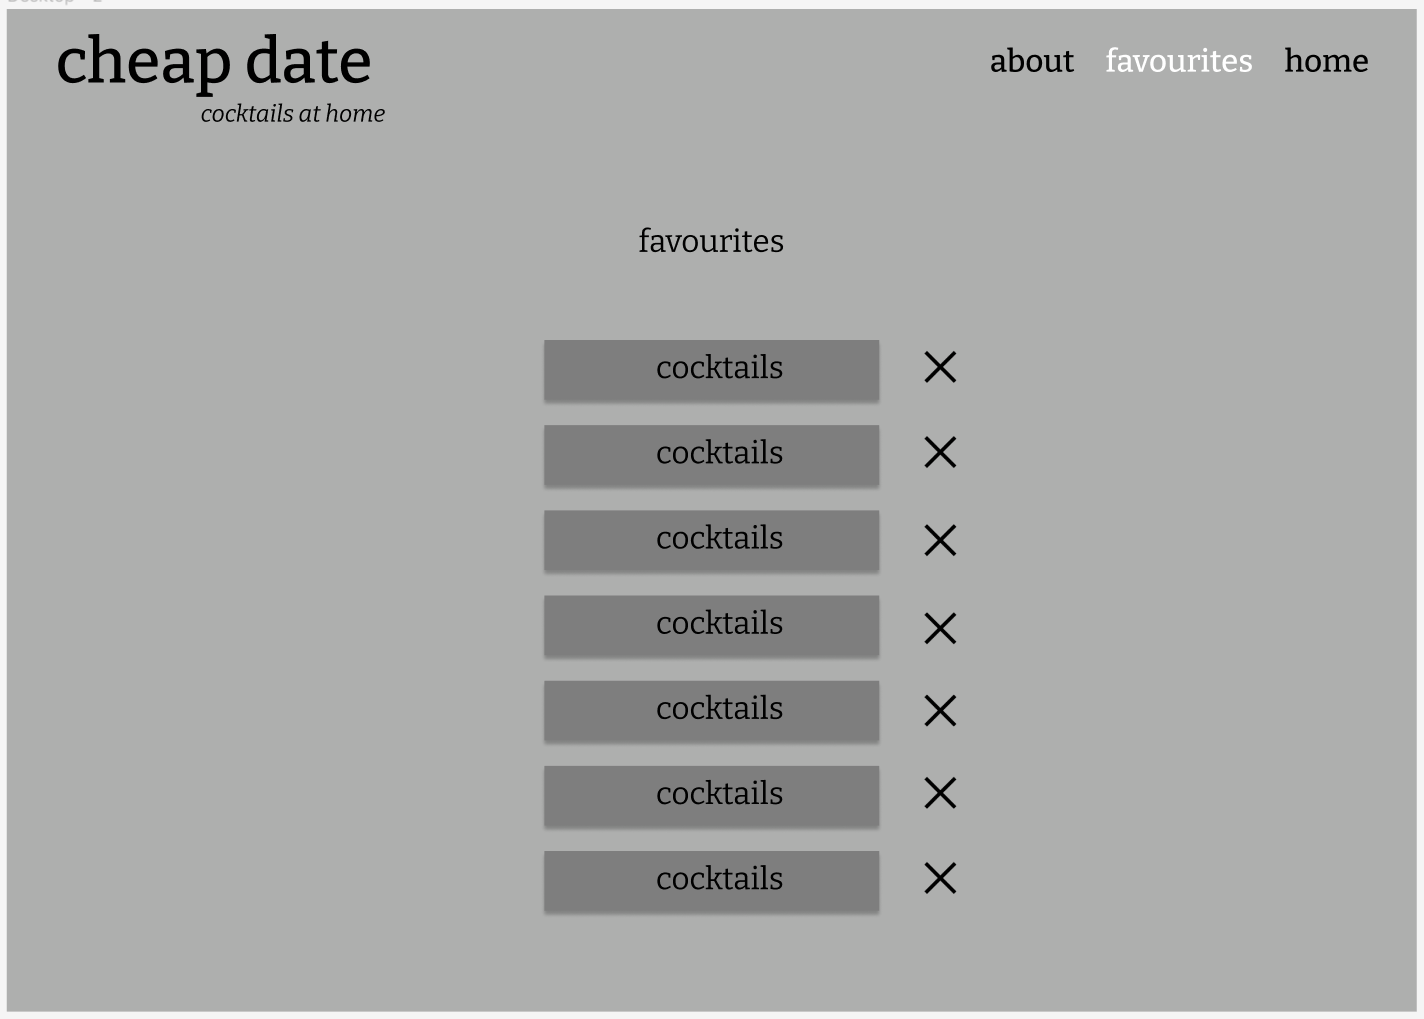 cheap date
cocktails at home
about favourites home
favourites
cocktails
cocktails
cocktails
cocktails
cocktails
cocktails
cocktails